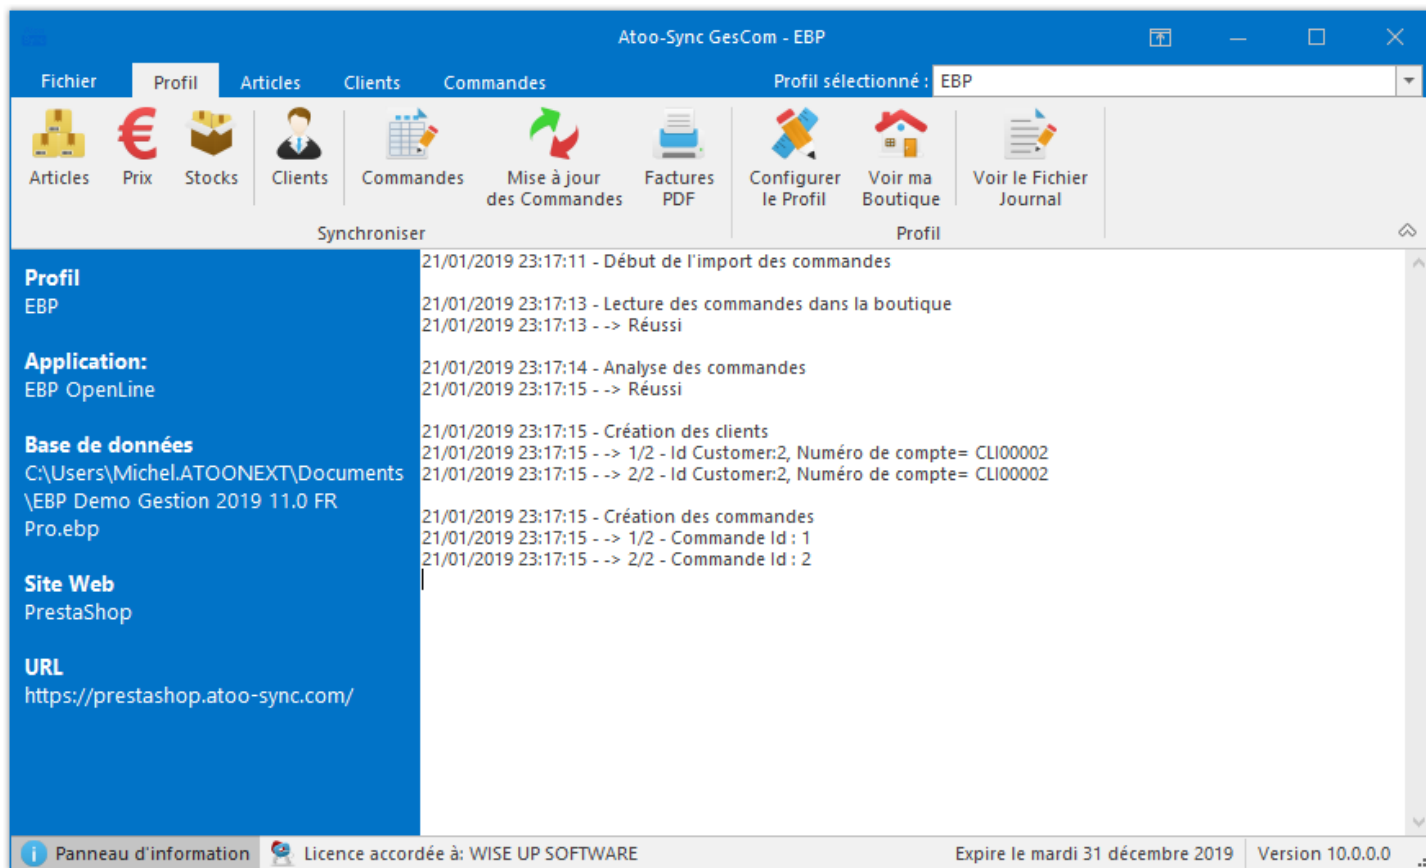 Atoo-Sync GesCom - EBP
Fichier Profil Articles Clients Commandes Profil sélectionné : EBP
Articles Prix Stocks Clients Commandes Mise à jour des Commandes Factures PDF Configurer le Profil Voir ma Boutique Voir le Fichier Journal
Synchroniser Profil
Profil
EBP
Application:
EBP OpenLine
Base de données
C:\Users\Michel.ATOONEXT\Documents
\EBP Demo Gestion 2019 11.0 FR
Pro.ebp
Site Web
PrestaShop
URL
https://prestashop.atoo-sync.com/
21/01/2019 23:17:11 - Début de l'import des commandes
21/01/2019 23:17:13 - Lecture des commandes dans la boutique
21/01/2019 23:17:13 - -> Réussi
21/01/2019 23:17:14 - Analyse des commandes
21/01/2019 23:17:15 - -> Réussi
21/01/2019 23:17:15 - Création des clients
21/01/2019 23:17:15 - -> 1/2 - Id Customer:2, Numéro de compte= CLI00002
21/01/2019 23:17:15 - -> 2/2 - Id Customer:2, Numéro de compte= CLI00002
21/01/2019 23:17:15 - Création des commandes
21/01/2019 23:17:15 - -> 1/2 - Commande Id : 1
21/01/2019 23:17:15 - -> 2/2 - Commande Id : 2
Panneau d'information Licence accordée à: WISE UP SOFTWARE Expire le mardi 31 décembre 2019 Version 10.0.0.0